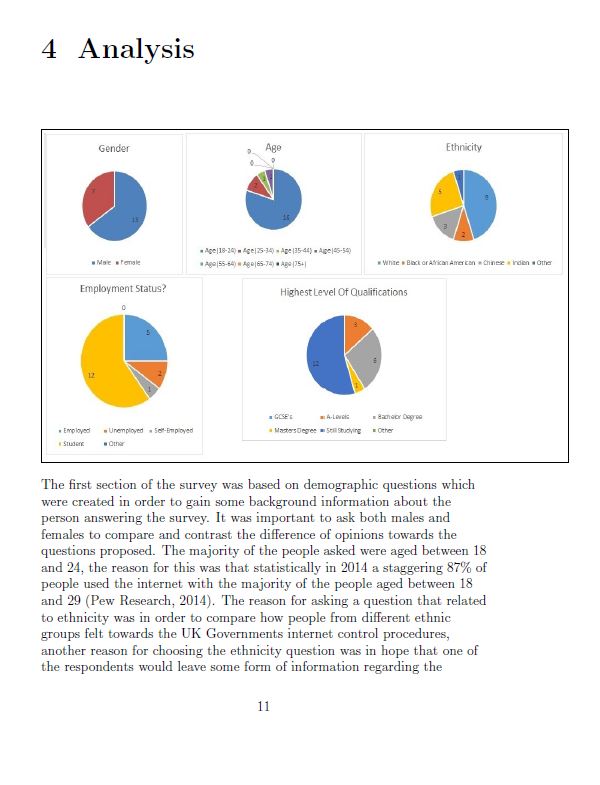 4 Analysis
Gender
7
13
Male Female
Age
0
0
0
2
16
Age(18-24) Age(25-34) Age(35-44) Age(45-54)
Age(55-64) Age(65-74) Age(75+)
Ethnicity
9
2
3
5
White Black or African American Chinese Indian Other
Employment Status?
0
5
2
1
12
Employed Unemployed Self-Employed
Student Other
Highest Level Of Qualifications
3
6
1
12
GCSE's A-Levels Bachelor Degree
Masters Degree Still Studying Other
The first section of the survey was based on demographic questions which
were created in order to gain some background information about the
person answering the survey. It was important to ask both males and
females to compare and contrast the difference of opinions towards the
questions proposed. The majority of the people asked were aged between 18
and 24, the reason for this was that statistically in 2014 a staggering 87% of
people used the internet with the majority of the people aged between 18
and 29 (Pew Research, 2014). The reason for asking a question that related
to ethnicity was in order to compare how people from different ethnic
groups felt towards the UK Governments internet control procedures,
another reason for choosing the ethnicity question was in hope that one of
the respondents would leave some form of information regarding the
11